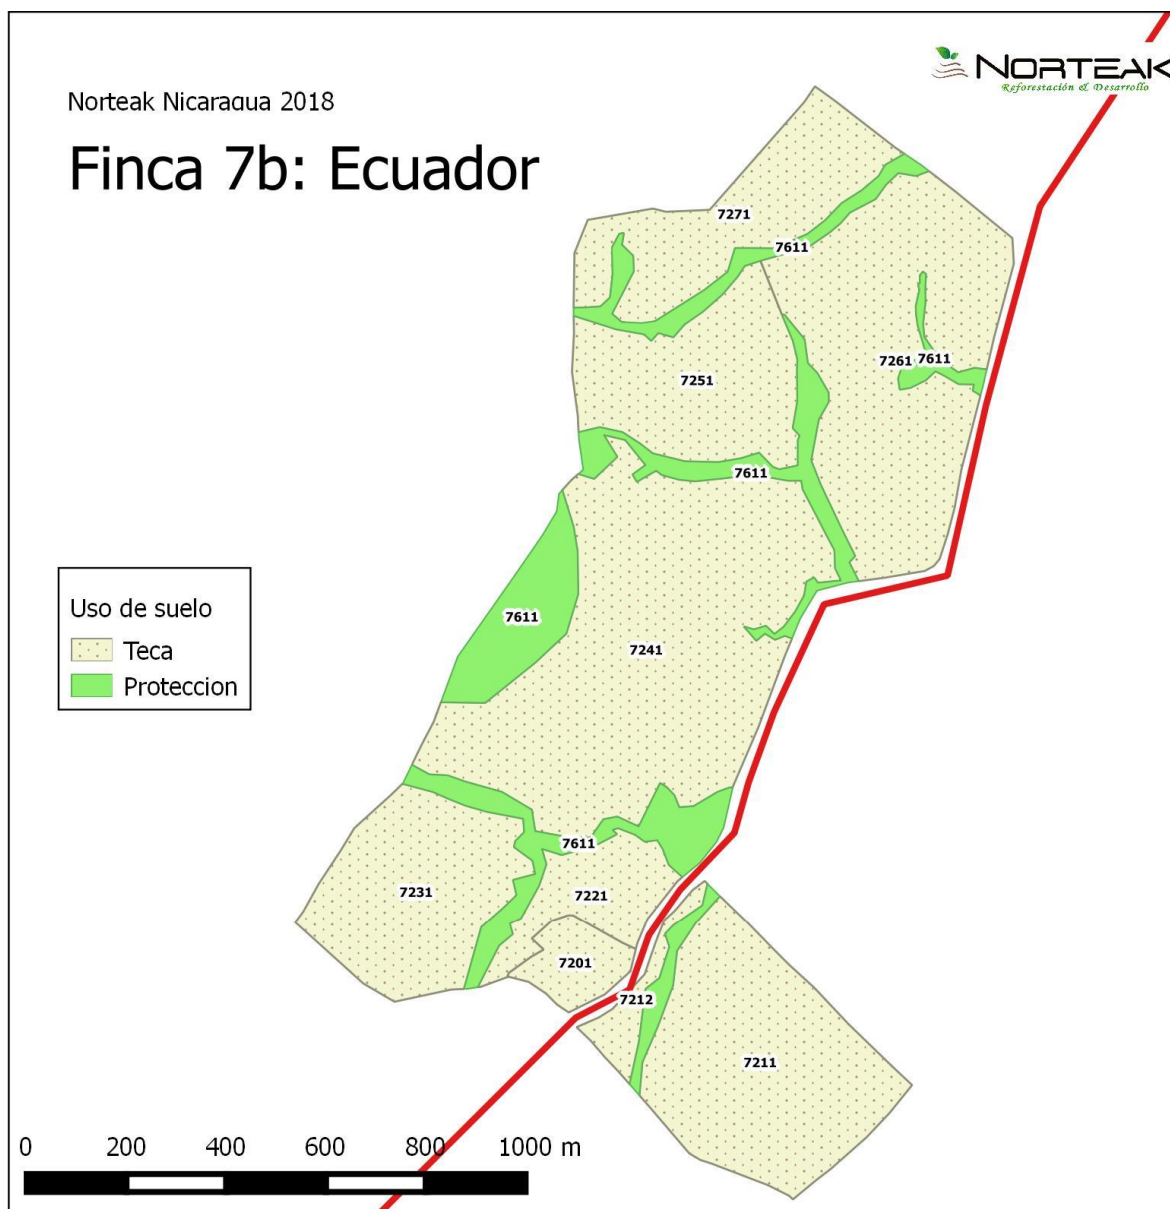 NORTEAK
Reforestación & Desarrollo
Norteak Nicaragua 2018
Finca 7b: Ecuador
7271
7611
7261 7611
7251
7611
7611
7241
Uso de suelo
Teca
Proteccion
7611
7231
7221
7201
7212
7211
0 200 400 600 800 1000 m